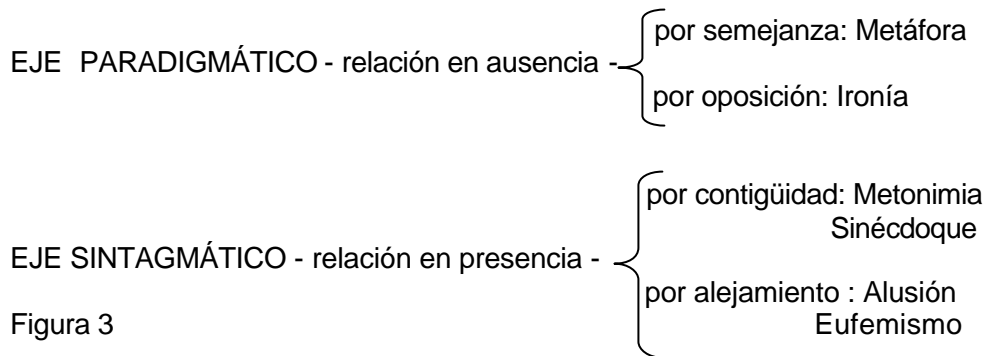 por semejanza: Metáfora
EJE PARADIGMÁTICO - relación en ausencia -
por oposición: Ironía
por contigüidad: Metonimia
Sinécdoque
EJE SINTAGMÁTICO - relación en presencia -
por alejamiento : Alusión
Figura 3 Eufemismo